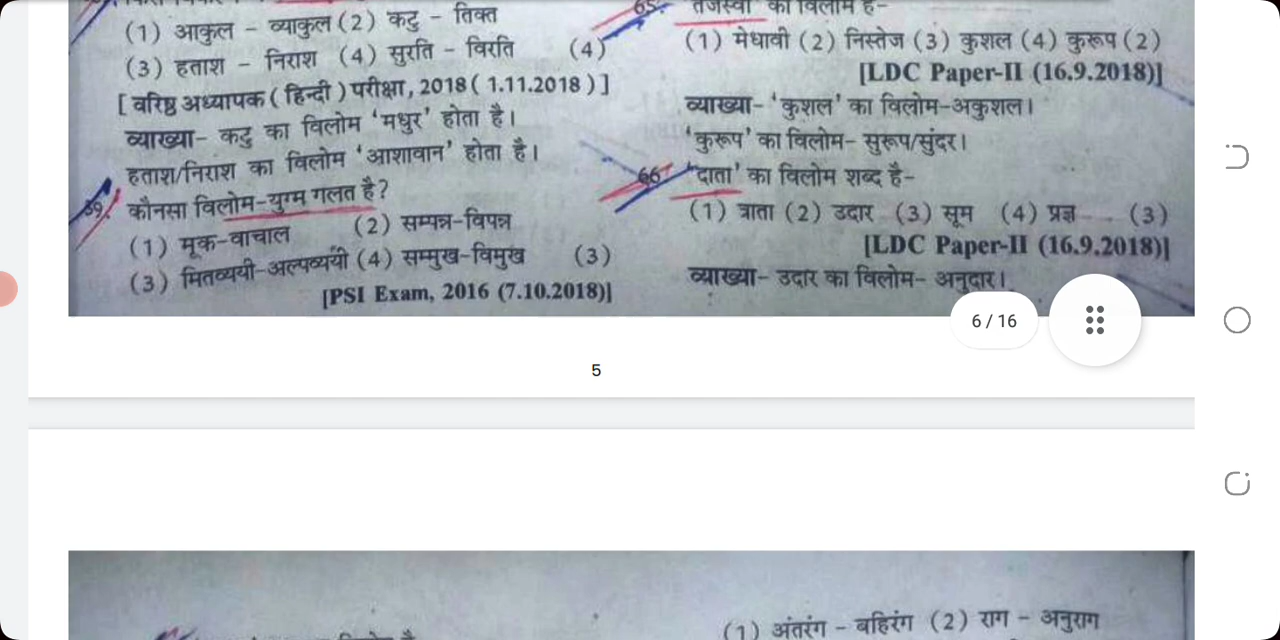 (1) आकुल - व्याकुल (2) कटु - तिक्त
(3) हताश - निराश (4) सुरति - विरति (4)
[ वरिष्ठ अध्यापक ( हिन्दी ) परीक्षा, 2018 ( 1.11.2018 ) ]
व्याख्या- कटु का विलोम 'मधुर' होता है।
हताश/निराश का विलोम 'आशावान' होता है।
59. कौनसा विलोम-युग्म गलत है?
(1) मूक-वाचाल (2) सम्पन्न-विपन्न
(3) मितव्ययी-अल्पव्ययी (4) सम्मुख-विमुख (3)
[PSI Exam, 2016 (7.10.2018)]
65. 'तेजस्वी' का विलोम है-
(1) मेधावी (2) निस्तेज (3) कुशल (4) कुरूप (2)
[LDC Paper-II (16.9.2018)]
व्याख्या- 'कुशल' का विलोम-अकुशल।
'कुरूप' का विलोम- सुरूप/सुंदर।
66. 'दाता' का विलोम शब्द है-
(1) त्राता (2) उदार (3) सूम (4) प्रज्ञ (3)
[LDC Paper-II (16.9.2018)]
व्याख्या- उदार का विलोम- अनुदार।
6 / 16
5
(1) अंतरंग - बहिरंग (2) राग - अनुराग